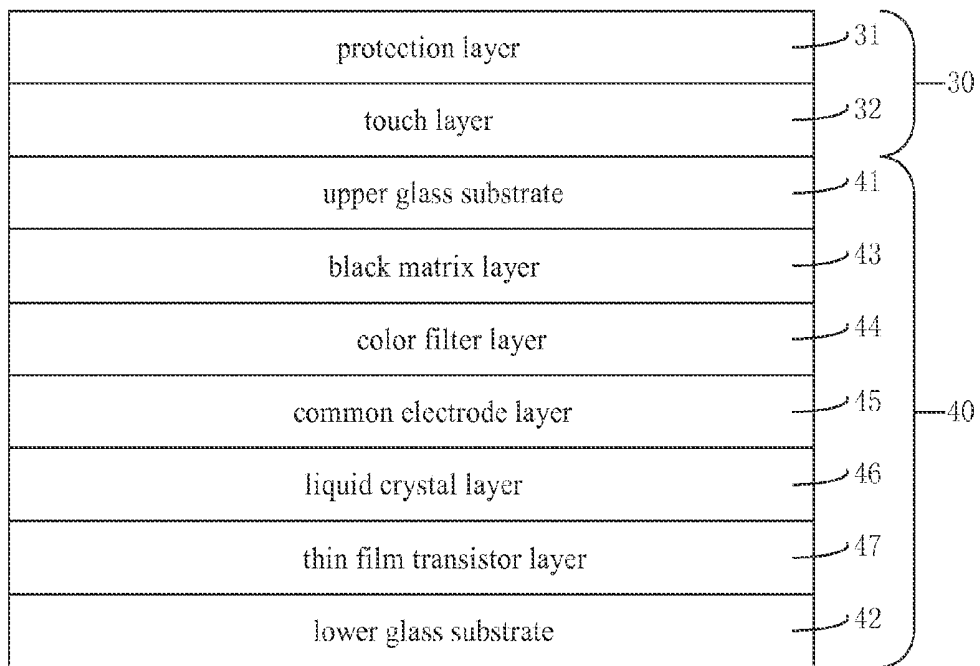 protection layer 31
30
touch layer 32
upper glass substrate 41
black matrix layer 43
color filter layer 44
common electrode layer 45
40
liquid crystal layer 46
thin film transistor layer 47
lower glass substrate 42